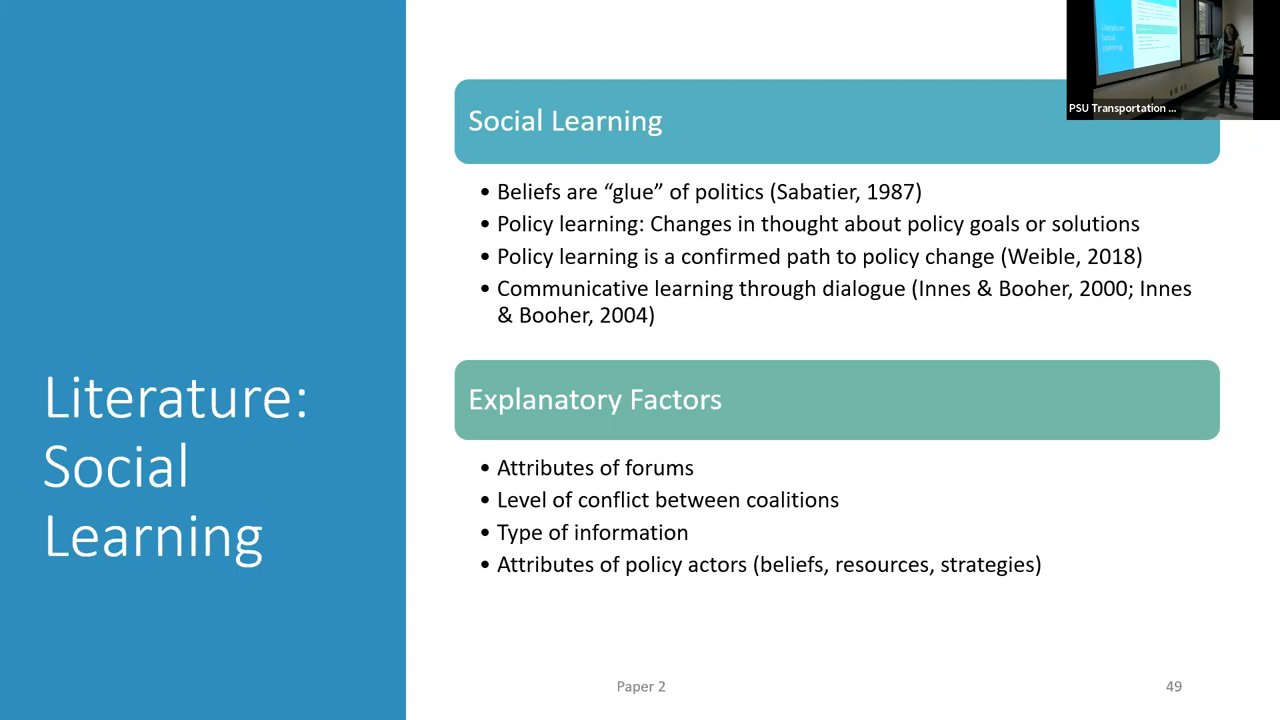 Literature:
Social
Learning
Social Learning
• Beliefs are “glue” of politics (Sabatier, 1987)
• Policy learning: Changes in thought about policy goals or solutions
• Policy learning is a confirmed path to policy change (Weible, 2018)
• Communicative learning through dialogue (Innes & Booher, 2000; Innes
& Booher, 2004)
Explanatory Factors
• Attributes of forums
• Level of conflict between coalitions
• Type of information
• Attributes of policy actors (beliefs, resources, strategies)
Paper 2
49
PSU Transportation ...
Literature:
Social
Learning